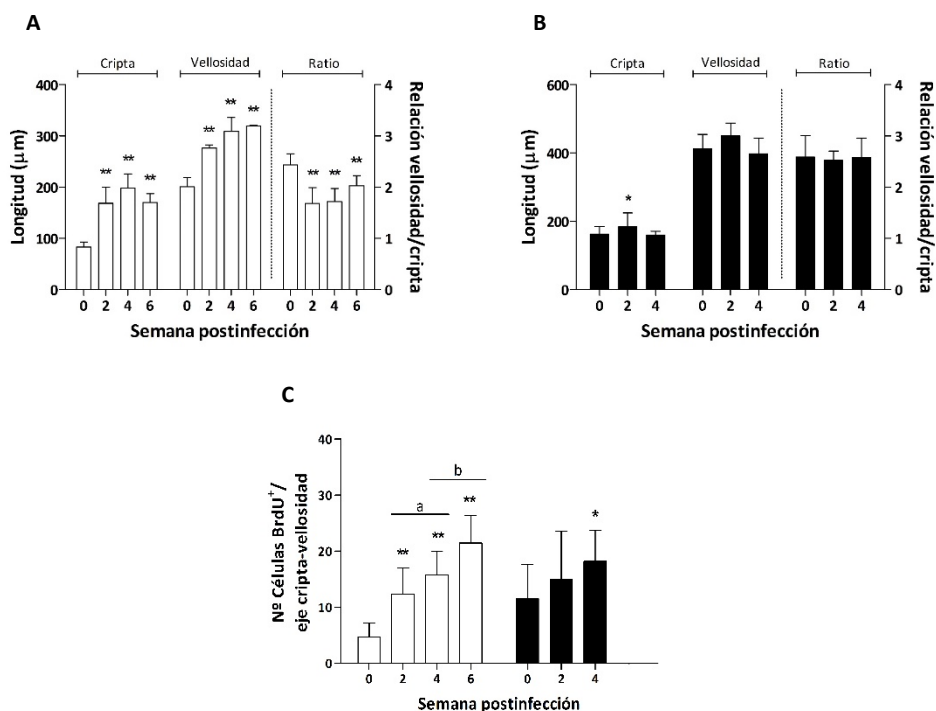 A
Cripta Vellosidad Ratio
400 4
300 3
200 2
100 1
0 0
Longitud (µm)
Relación vellosidad/cripta
** ** ** ** ** ** ** ** **
0 2 4 6 0 2 4 6 0 2 4 6
Semana postinfección
B
Cripta Vellosidad Ratio
600 4
400 3
200 2
0 1
0
Longitud (µm)
Relación vellosidad/cripta
*
0 2 4 0 2 4 0 2 4
Semana postinfección
C
40
30
20
10
0
Nº Células BrdU⁺/
eje cripta-vellosidad
b
a
** ** ** *
0 2 4 6 0 2 4
Semana postinfección